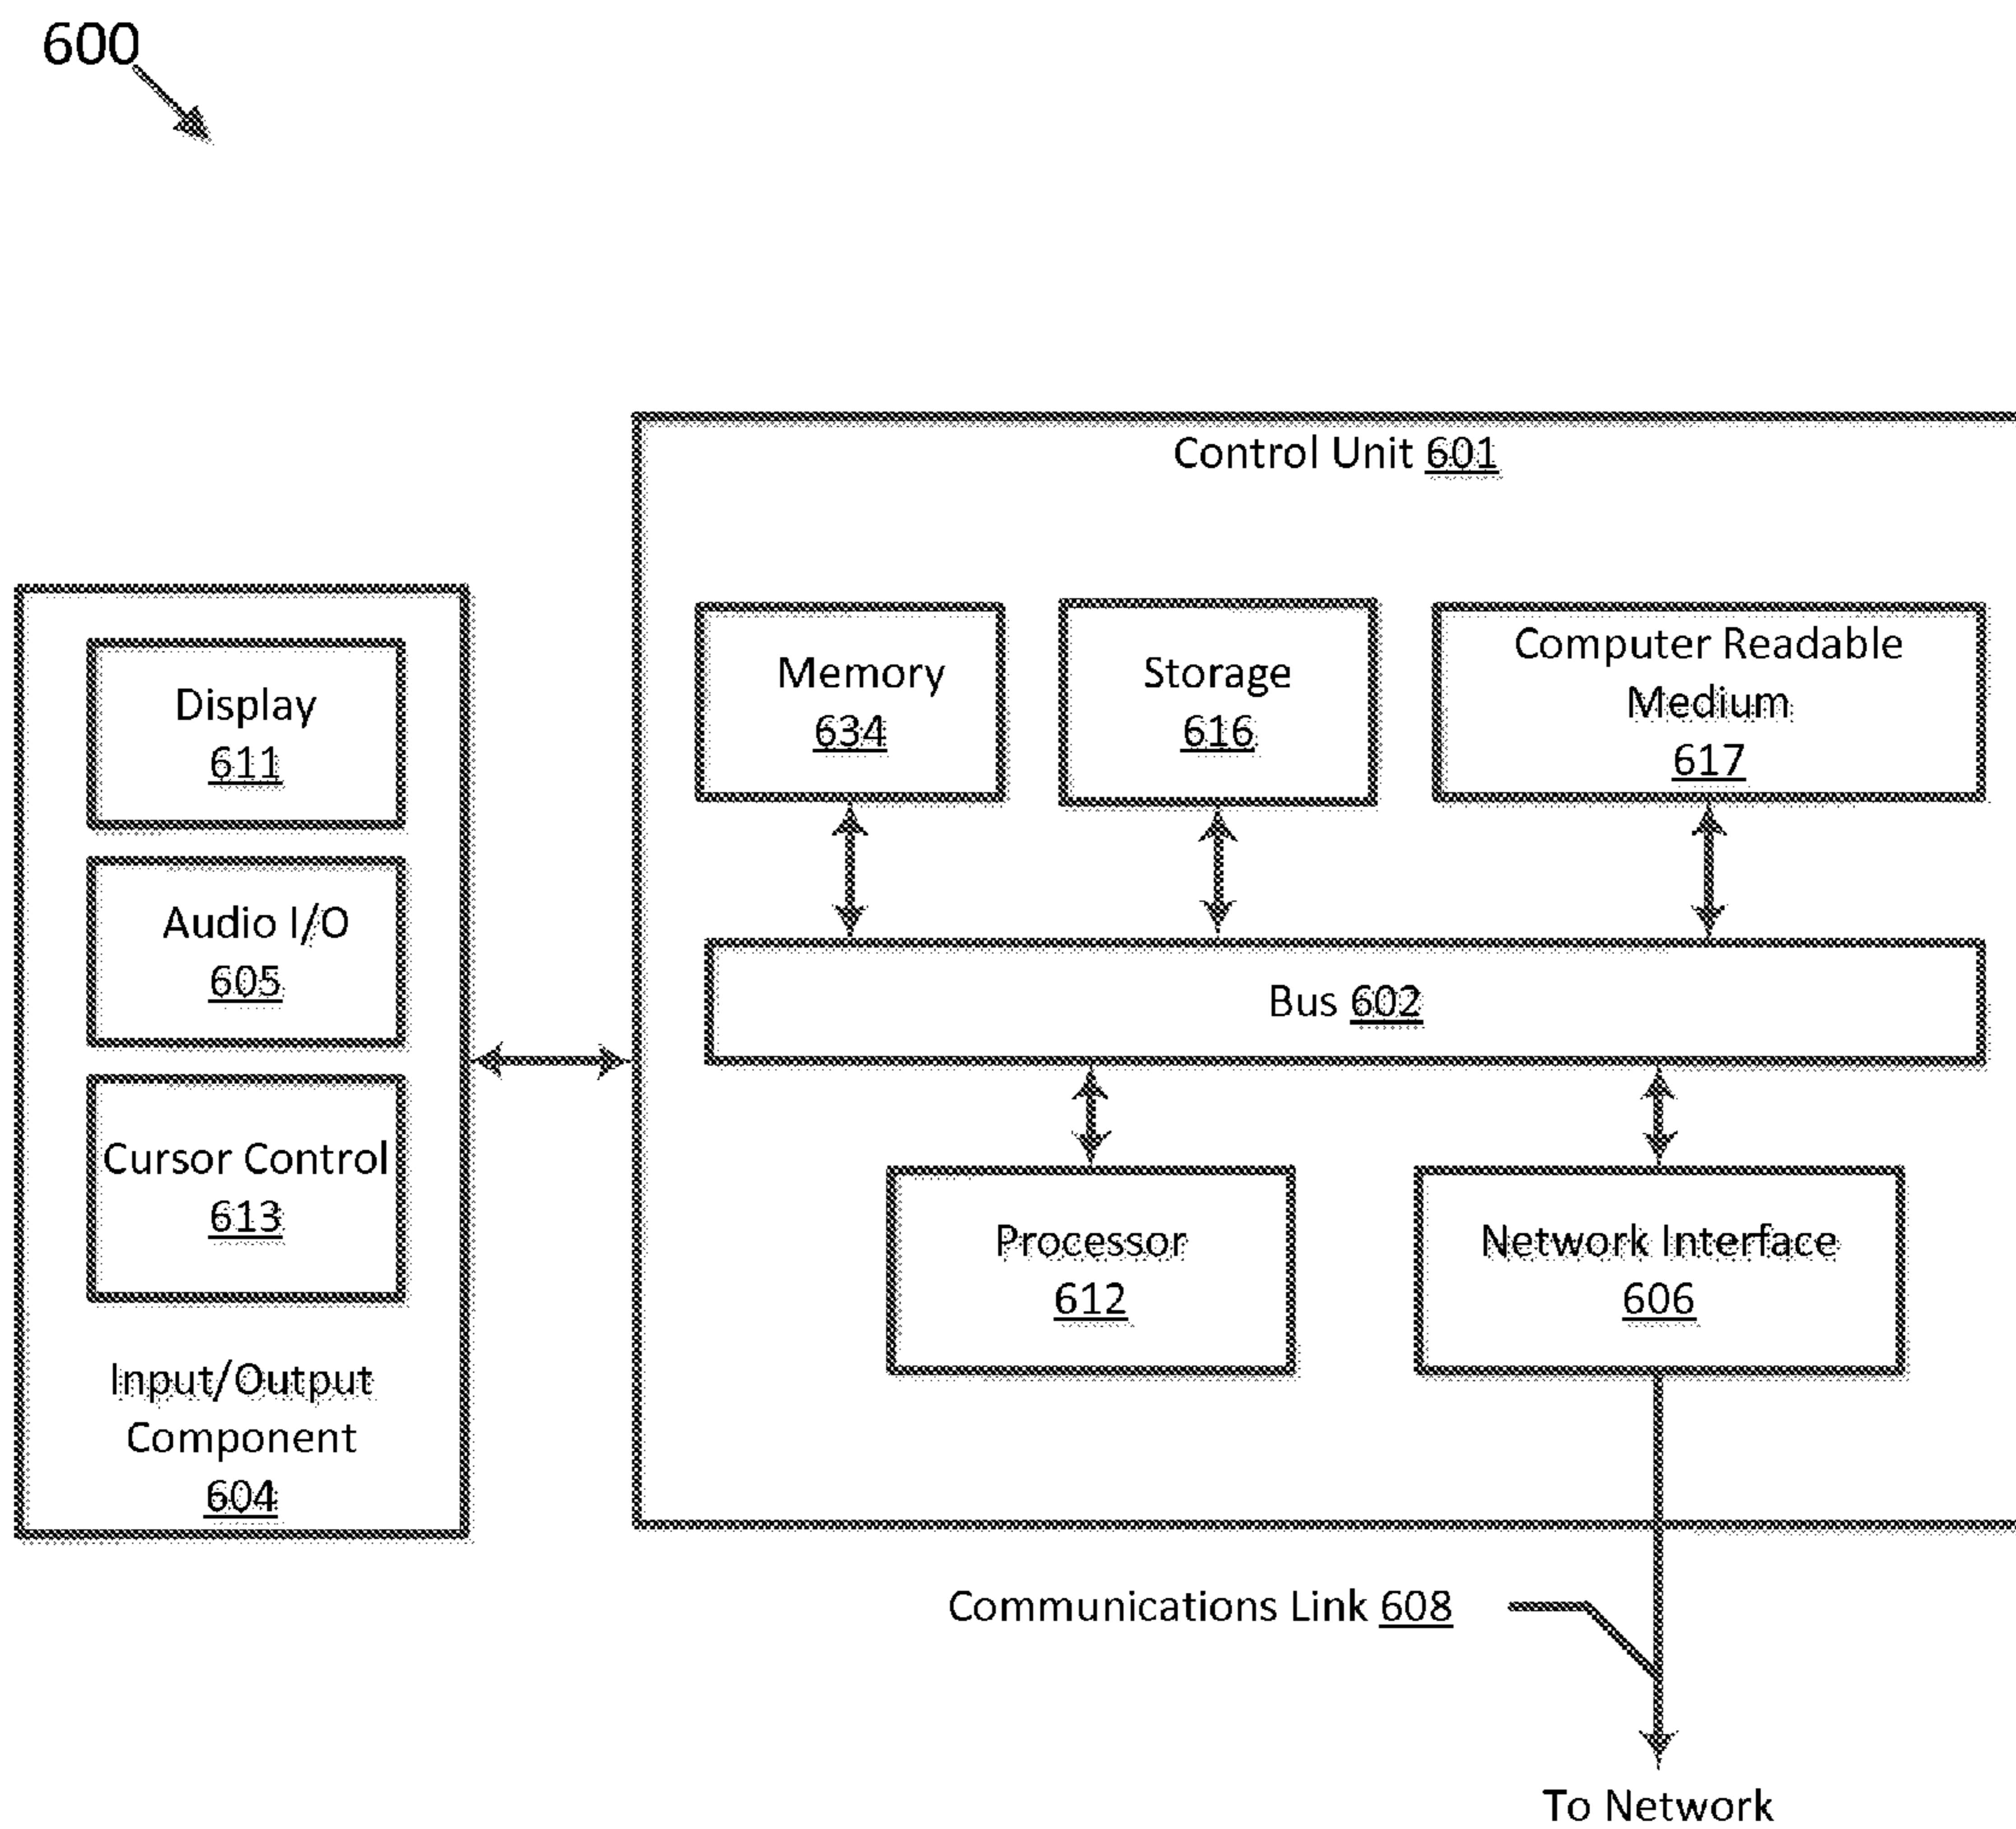 600
Control Unit 601
Display
611
Audio I/O
605
Cursor Control
613
Input/Output
Component
604
Memory
634
Storage
616
Computer Readable
Medium
617
Bus 602
Processor
612
Network Interface
606
Communications Link 608
To Network